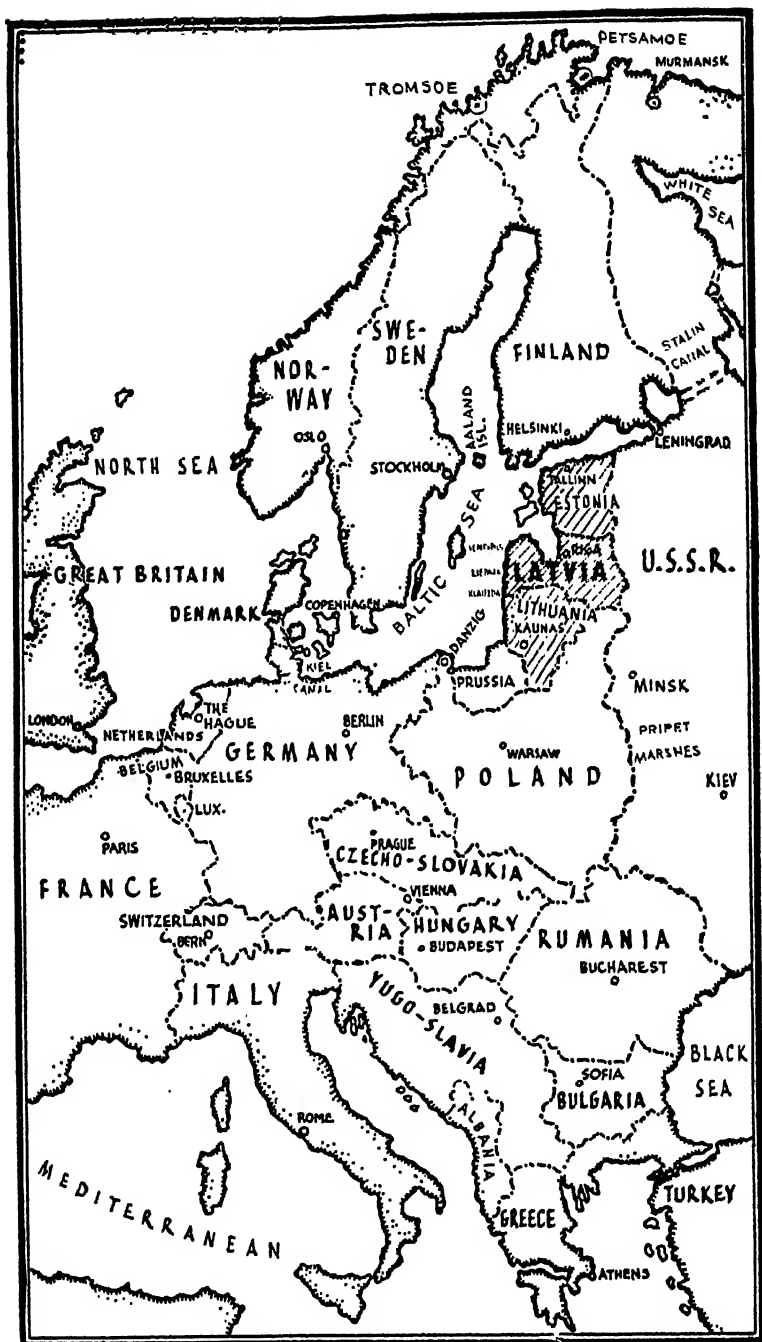 PETSAMOE
MURMANSK
TROMSOE
WHITE
SEA
STALIN
CANAL
SWE-
DEN
FINLAND
NOR-
WAY
AALAND
ISL.
HELSINKI
OSLO
LENINGRAD
NORTH SEA
STOCKHOLM
TALLINN
ESTONIA
BALTIC SEA
VENTSPILS
RIGA
U.S.S.R.
GREAT BRITAIN
LIEPAJA
LATVIA
KLAIPEDA
COPENHAGEN
LITHUANIA
DENMARK
KAUNAS
DANZIG
KIEL
CANAL
PRUSSIA
MINSK
THE
HAGUE
LONDON
BERLIN
NETHERLANDS
PRIPET
MARSHES
GERMANY
WARSAW
BELGIUM
BRUXELLES
POLAND
KIEV
LUX.
PARIS
PRAGUE
CZECHO-SLOVAKIA
FRANCE
VIENNA
AUST-
RIA
SWITZERLAND
HUNGARY
BERN
RUMANIA
BUDAPEST
BUCHAREST
ITALY
YUGO-SLAVIA
BELGRAD
BLACK
SEA
SOFIA
BULGARIA
ALBANIA
ROME
MEDITERRANEAN
TURKEY
GREECE
ATHENS